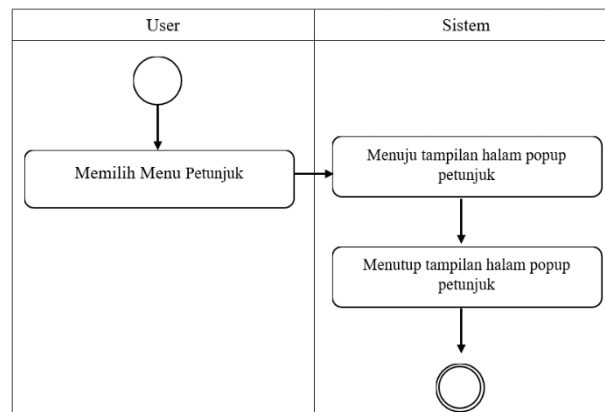 User
Sistem
Memilih Menu Petunjuk
Menuju tampilan halam popup
petunjuk
Menutup tampilan halam popup
petunjuk